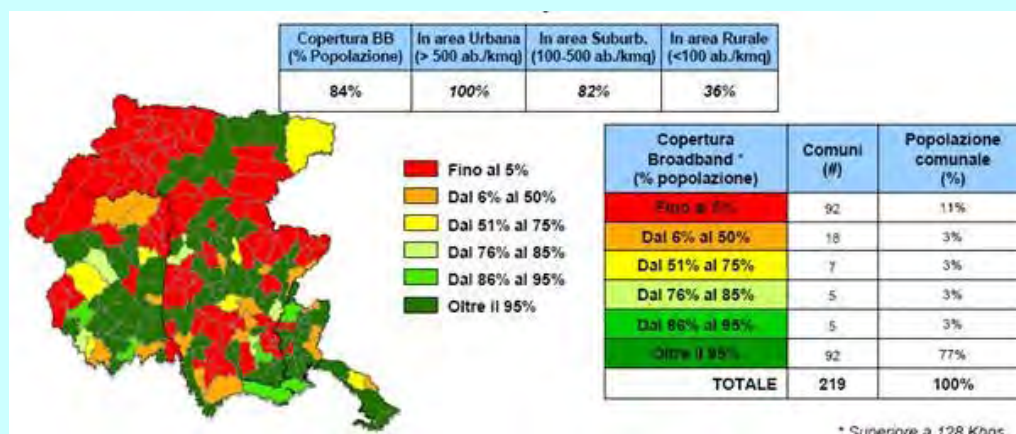 Copertura BB (% Popolazione)
In area Urbana (> 500 ab./kmq)
In area Suburb. (100-500 ab./kmq)
In area Rurale (<100 ab./kmq)
84% 100% 82% 36%
Fino al 5%
Dal 6% al 50%
Dal 51% al 75%
Dal 76% al 85%
Dal 86% al 95%
Oltre il 95%
Copertura Broadband * (% popolazione)
Comuni (#)
Popolazione comunale (%)
Fino al 5% 92 11%
Dal 6% al 50% 18 3%
Dal 51% al 75% 7 3%
Dal 76% al 85% 5 3%
Dal 86% al 95% 5 3%
Oltre il 95% 92 77%
TOTALE 219 100%
* Superiore a 128 Kbps